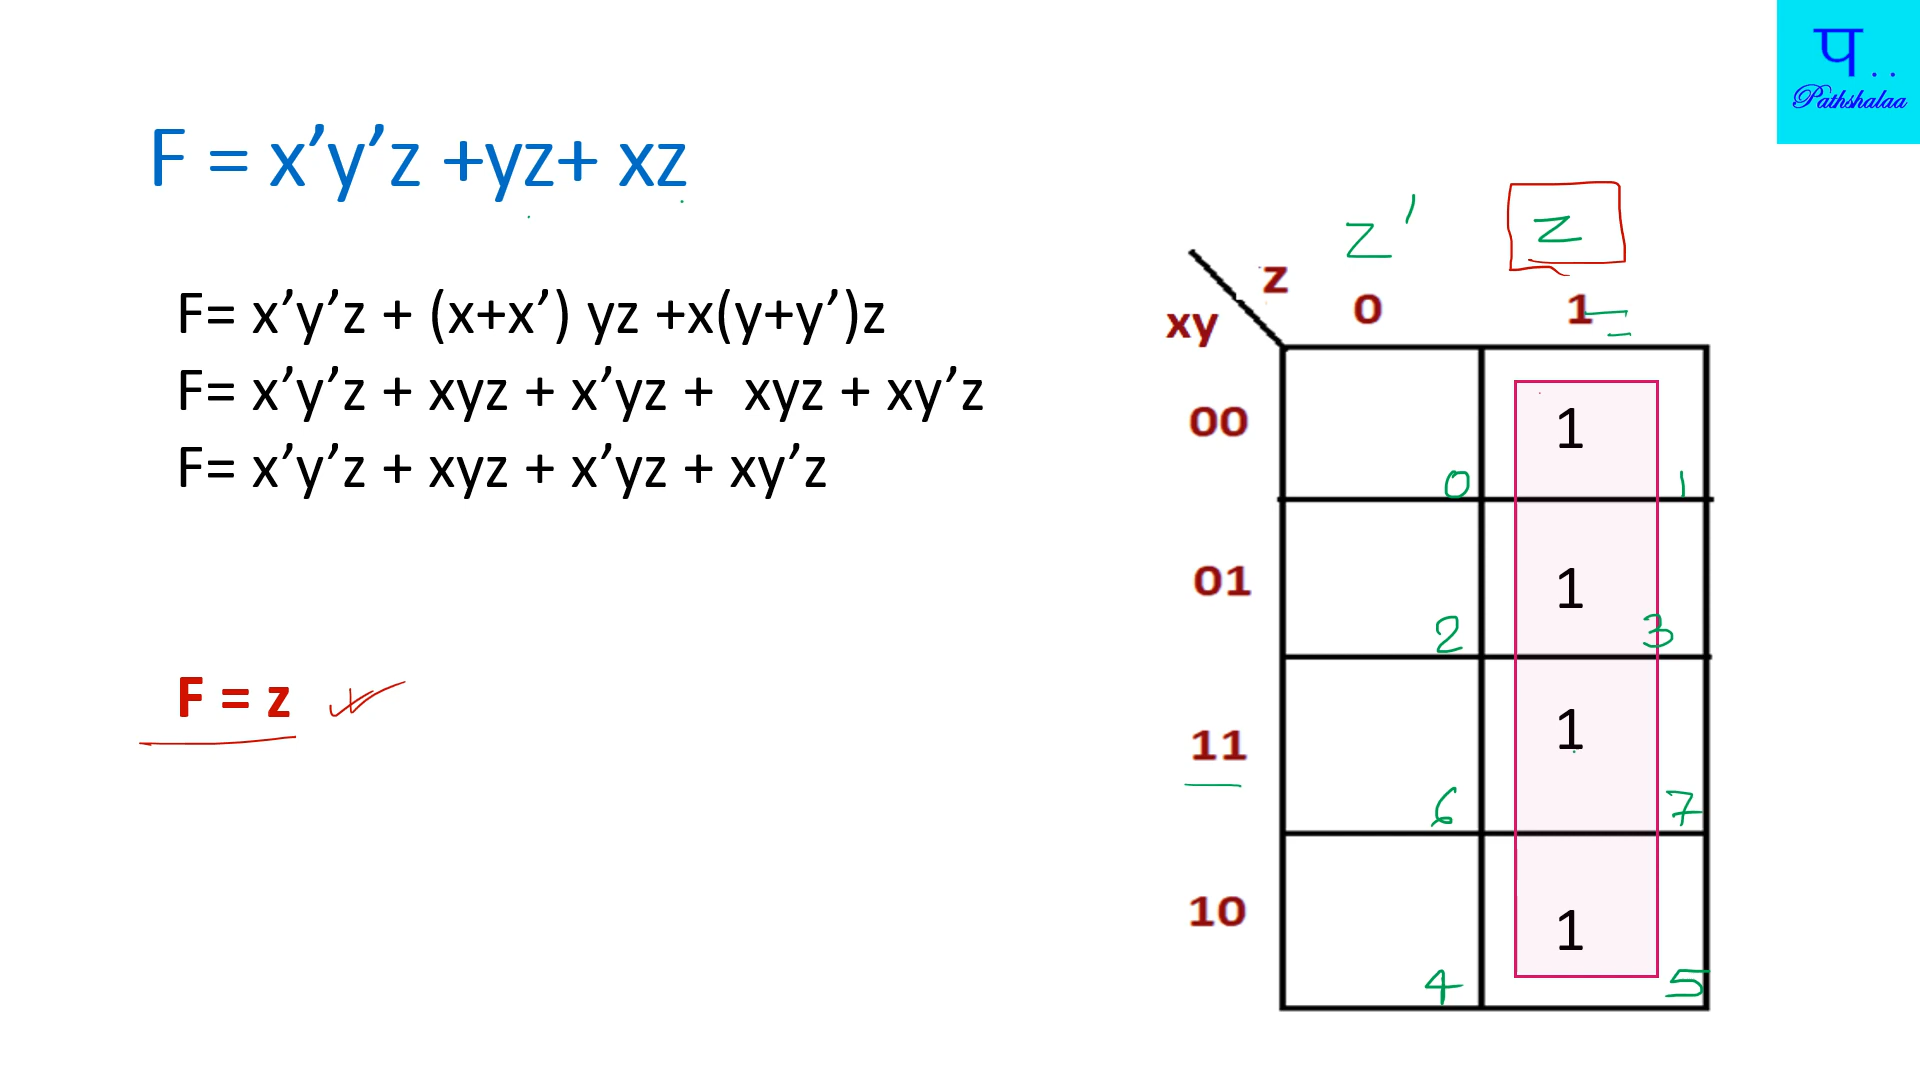 प..
Pathshalaa
F = x’y’z +yz+ xz
F= x’y’z + (x+x’) yz +x(y+y’)z
F= x’y’z + xyz + x’yz + xyz + xy’z
F= x’y’z + xyz + x’yz + xy’z
F = z
z' z
z
xy 0 1
00 1
0 1
01 1
2 3
11 1
6 7
10 1
4 5